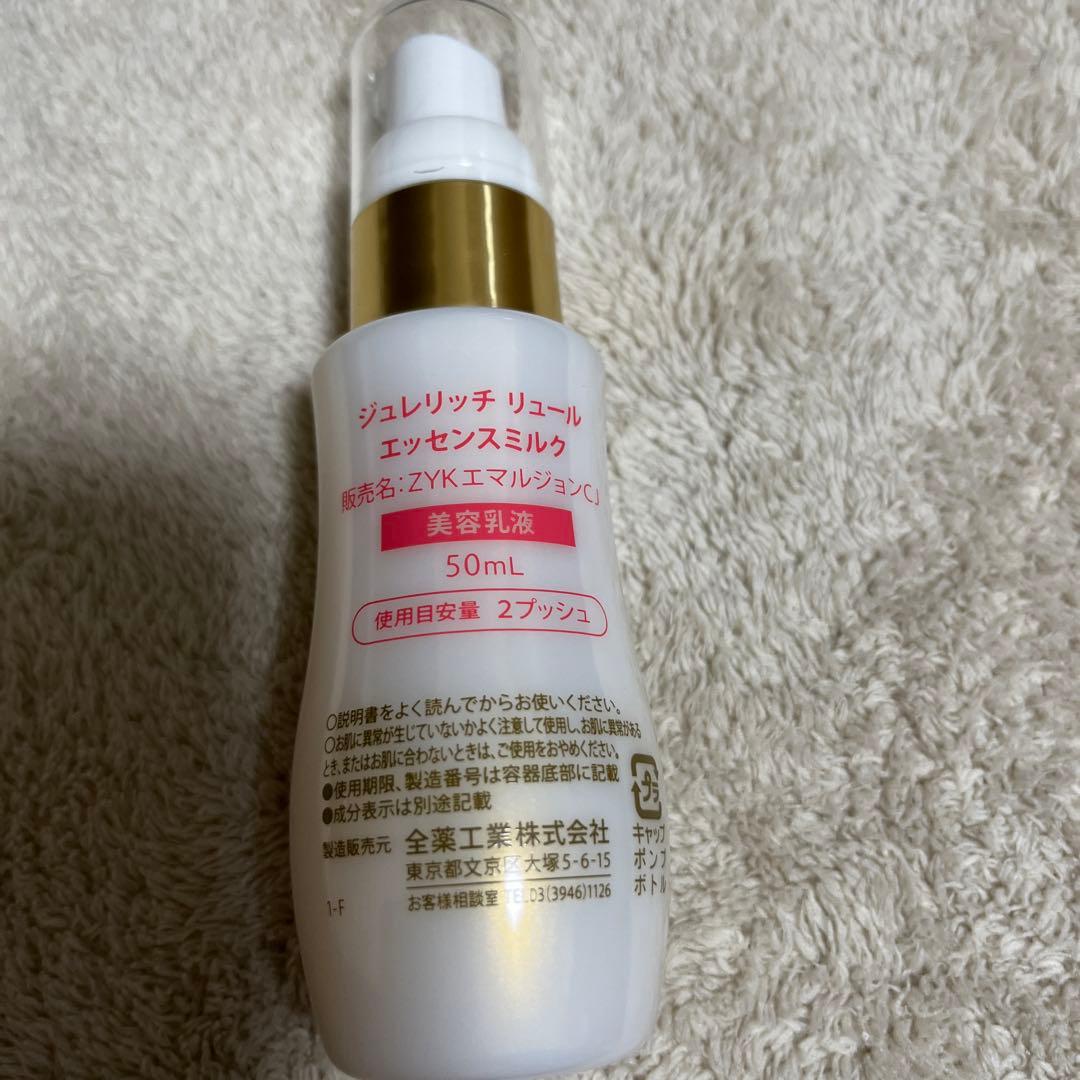 ジュレリッチ リュール
エッセンスミルク
販売名:ZYKエマルジョンCJ
美容乳液
50mL
使用目安量 2プッシュ
○説明書をよく読んでからお使いください。
○お肌に異常が生じていないかよく注意して使用し、お肌に異常がある
とき、またはお肌に合わないときは、ご使用をおやめください。
●使用期限、製造番号は容器底部に記載
●成分表示は別途記載
製造販売元 全薬工業株式会社
東京都文京区大塚5-6-15
お客様相談室 TEL03(3946)1126
1-F
プラ
キャップ
ポンプ
ボトル